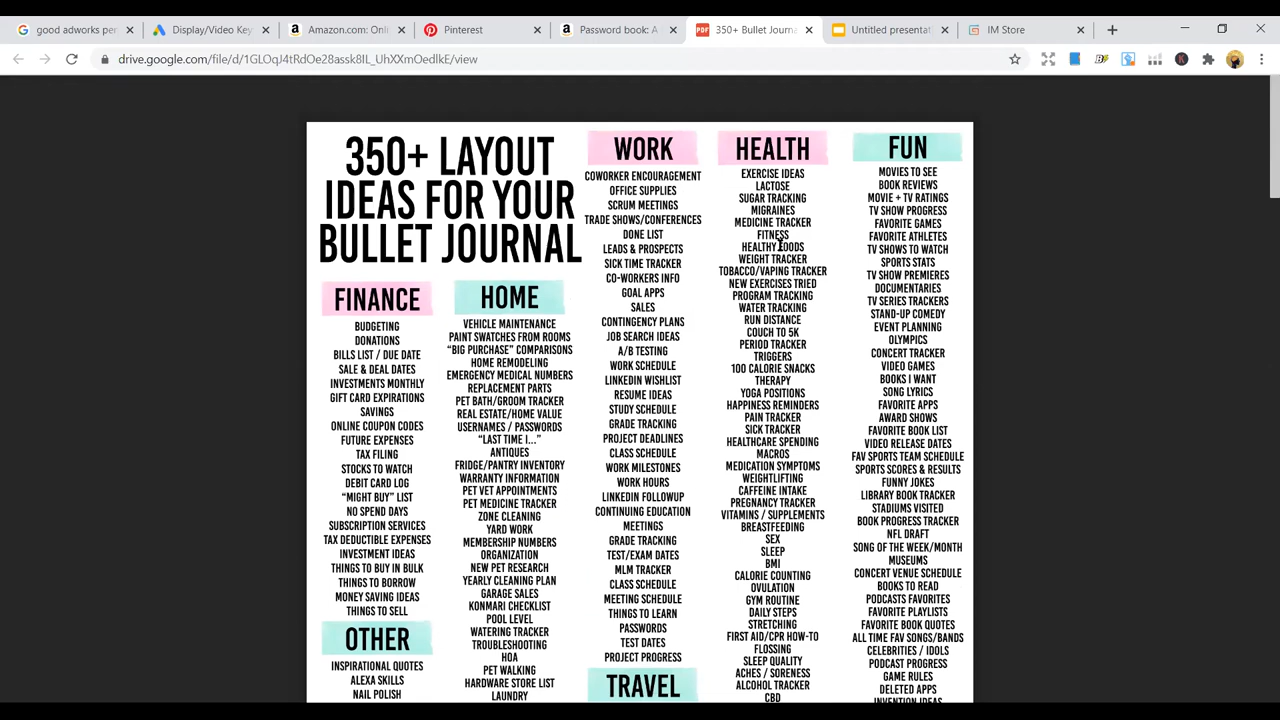 good adworks per
Display/Video Key
Amazon.com: Onli
Pinterest
Password book: A
350+ Bullet Journ
Untitled presentat
IM Store
drive.google.com/file/d/1GLOqJ4tRdOe28assk8IL_UhXXmOedlkE/view
350+ LAYOUT
IDEAS FOR YOUR
BULLET JOURNAL
FINANCE
BUDGETING
DONATIONS
BILLS LIST / DUE DATE
SALE & DEAL DATES
INVESTMENTS MONTHLY
GIFT CARD EXPIRATIONS
SAVINGS
ONLINE COUPON CODES
FUTURE EXPENSES
TAX FILING
STOCKS TO WATCH
DEBIT CARD LOG
“MIGHT BUY” LIST
NO SPEND DAYS
SUBSCRIPTION SERVICES
TAX DEDUCTIBLE EXPENSES
INVESTMENT IDEAS
THINGS TO BUY IN BULK
THINGS TO BORROW
MONEY SAVING IDEAS
THINGS TO SELL
OTHER
INSPIRATIONAL QUOTES
ALEXA SKILLS
NAIL POLISH
HOME
VEHICLE MAINTENANCE
PAINT SWATCHES FROM ROOMS
“BIG PURCHASE” COMPARISONS
HOME REMODELING
EMERGENCY MEDICAL NUMBERS
REPLACEMENT PARTS
PET BATH/GROOM TRACKER
REAL ESTATE/HOME VALUE
USERNAMES / PASSWORDS
“LAST TIME I...”
ANTIQUES
FRIDGE/PANTRY INVENTORY
WARRANTY INFORMATION
PET VET APPOINTMENTS
PET MEDICINE TRACKER
ZONE CLEANING
YARD WORK
MEMBERSHIP NUMBERS
ORGANIZATION
NEW PET RESEARCH
YEARLY CLEANING PLAN
GARAGE SALES
KONMARI CHECKLIST
POOL LEVEL
WATERING TRACKER
TROUBLESHOOTING
HOA
PET WALKING
HARDWARE STORE LIST
LAUNDRY
WORK
COWORKER ENCOURAGEMENT
OFFICE SUPPLIES
SCRUM MEETINGS
TRADE SHOWS/CONFERENCES
DONE LIST
LEADS & PROSPECTS
SICK TIME TRACKER
CO-WORKERS INFO
GOAL APPS
SALES
CONTINGENCY PLANS
JOB SEARCH IDEAS
A/B TESTING
WORK SCHEDULE
LINKEDIN WISHLIST
RESUME IDEAS
STUDY SCHEDULE
GRADE TRACKING
PROJECT DEADLINES
CLASS SCHEDULE
WORK MILESTONES
WORK HOURS
LINKEDIN FOLLOWUP
CONTINUING EDUCATION
MEETINGS
GRADE TRACKING
TEST/EXAM DATES
MLM TRACKER
CLASS SCHEDULE
MEETING SCHEDULE
THINGS TO LEARN
PASSWORDS
TEST DATES
PROJECT PROGRESS
TRAVEL
HEALTH
EXERCISE IDEAS
LACTOSE
SUGAR TRACKING
MIGRAINES
MEDICINE TRACKER
FITNESS
HEALTHY FOODS
WEIGHT TRACKER
TOBACCO/VAPING TRACKER
NEW EXERCISES TRIED
PROGRAM TRACKING
WATER TRACKING
RUN DISTANCE
COUCH TO 5K
PERIOD TRACKER
TRIGGERS
100 CALORIE SNACKS
THERAPY
YOGA POSITIONS
HAPPINESS REMINDERS
PAIN TRACKER
SICK TRACKER
HEALTHCARE SPENDING
MACROS
MEDICATION SYMPTOMS
WEIGHTLIFTING
CAFFEINE INTAKE
PREGNANCY TRACKER
VITAMINS / SUPPLEMENTS
BREASTFEEDING
SEX
SLEEP
BMI
CALORIE COUNTING
OVULATION
GYM ROUTINE
DAILY STEPS
STRETCHING
FIRST AID/CPR HOW-TO
FLOSSING
SLEEP QUALITY
ACHES / SORENESS
ALCOHOL TRACKER
CBD
FUN
MOVIES TO SEE
BOOK REVIEWS
MOVIE + TV RATINGS
TV SHOW PROGRESS
FAVORITE GAMES
FAVORITE ATHLETES
TV SHOWS TO WATCH
SPORTS STATS
TV SHOW PREMIERES
DOCUMENTARIES
TV SERIES TRACKERS
STAND-UP COMEDY
EVENT PLANNING
OLYMPICS
CONCERT TRACKER
VIDEO GAMES
BOOKS I WANT
SONG LYRICS
FAVORITE APPS
AWARD SHOWS
FAVORITE BOOK LIST
VIDEO RELEASE DATES
FAV SPORTS TEAM SCHEDULE
SPORTS SCORES & RESULTS
FUNNY JOKES
LIBRARY BOOK TRACKER
STADIUMS VISITED
BOOK PROGRESS TRACKER
NFL DRAFT
SONG OF THE WEEK/MONTH
MUSEUMS
CONCERT VENUE SCHEDULE
BOOKS TO READ
PODCASTS FAVORITES
FAVORITE PLAYLISTS
FAVORITE BOOK QUOTES
ALL TIME FAV SONGS/BANDS
CELEBRITIES / IDOLS
PODCAST PROGRESS
GAME RULES
DELETED APPS
INVENTION IDEAS